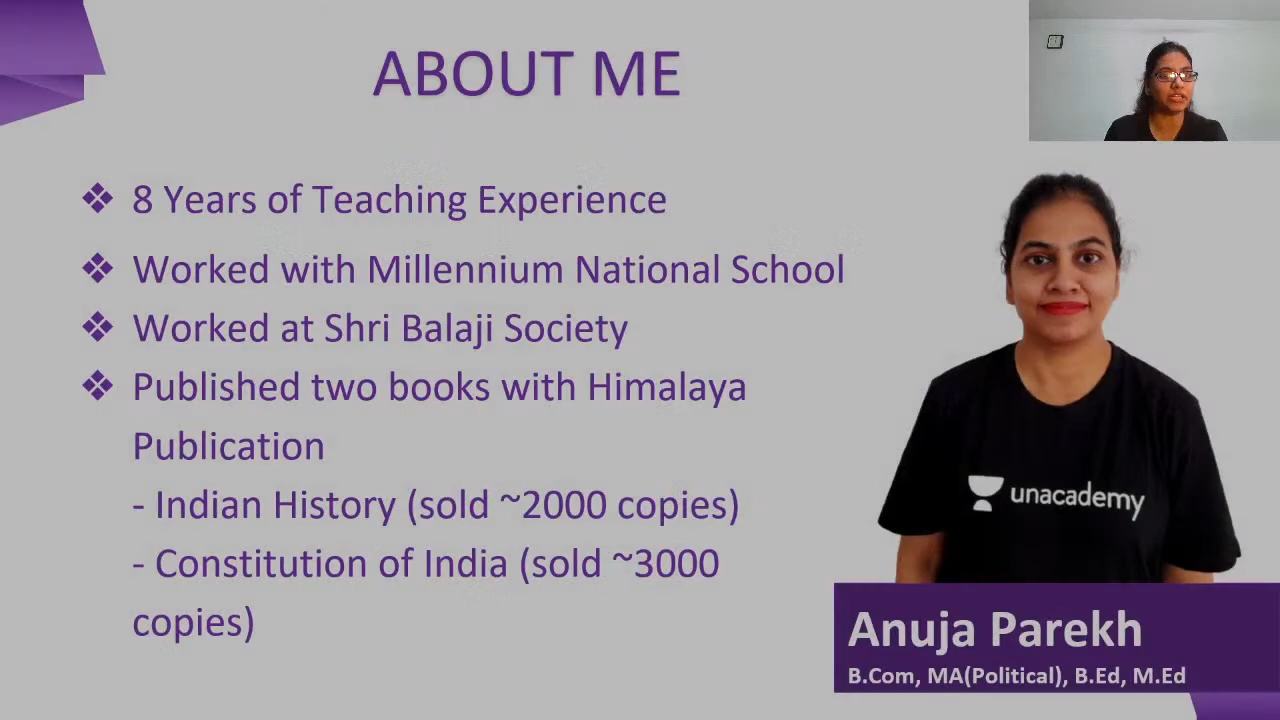 ABOUT ME
❖ 8 Years of Teaching Experience
❖ Worked with Millennium National School
❖ Worked at Shri Balaji Society
❖ Published two books with Himalaya
Publication
- Indian History (sold ~2000 copies)
- Constitution of India (sold ~3000
copies)
unacademy
Anuja Parekh
B.Com, MA(Political), B.Ed, M.Ed